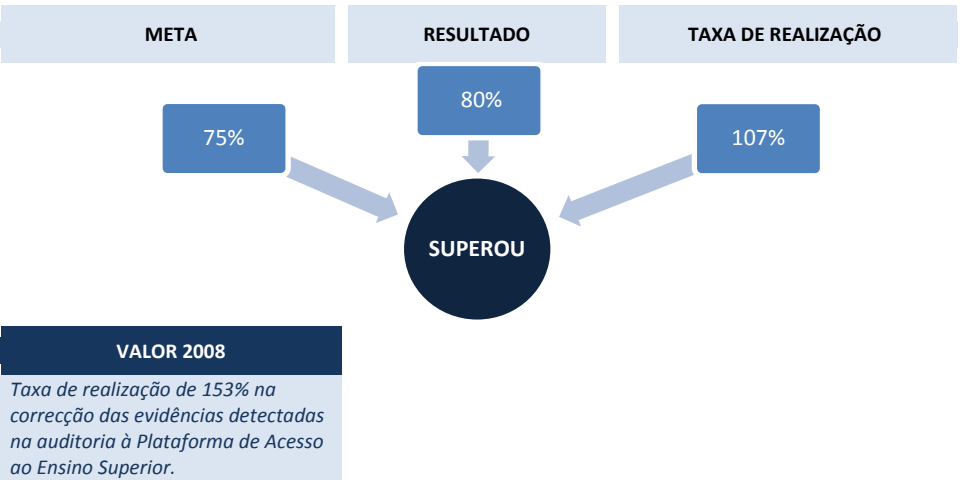 META
RESULTADO
TAXA DE REALIZAÇÃO
75%
80%
107%
SUPEROU
VALOR 2008
Taxa de realização de 153% na
correcção das evidências detectadas
na auditoria à Plataforma de Acesso
ao Ensino Superior.